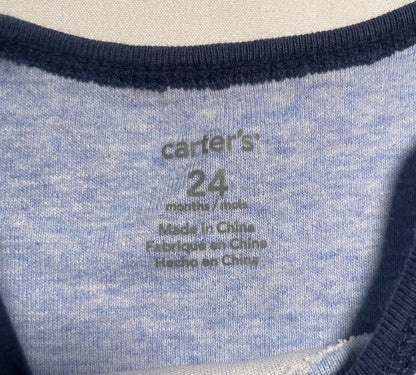 carter's®
24
months / mois
Made in China
Fabriqué en Chine
Hecho en China